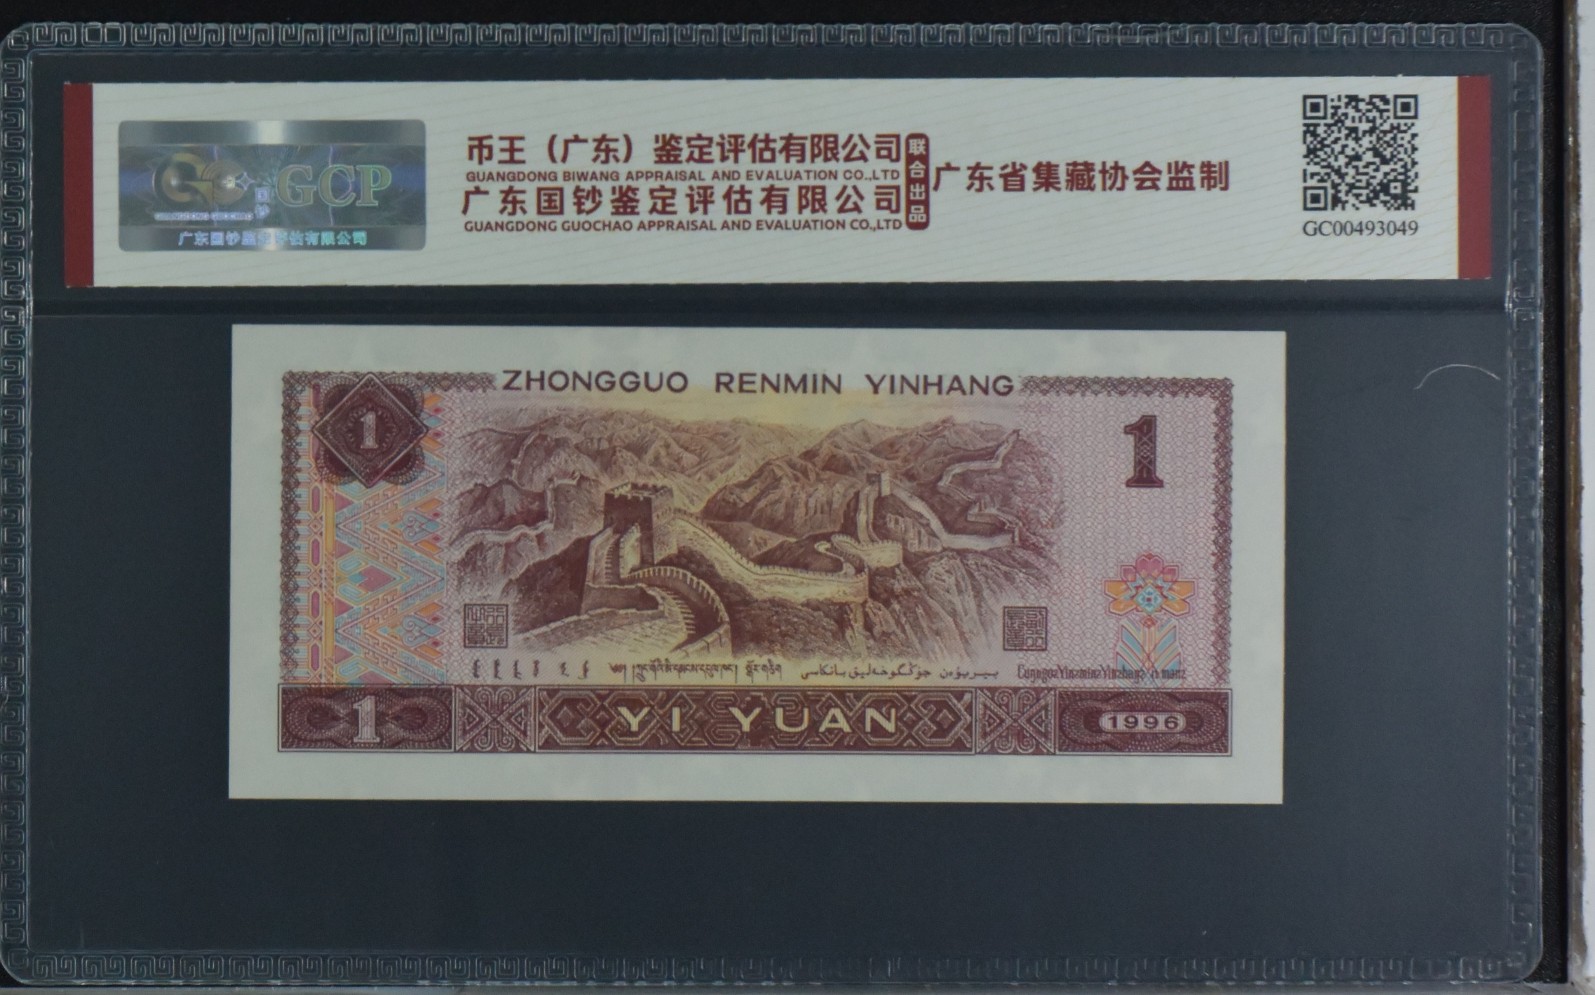 GCP
广东国钞鉴定评估有限公司
币王（广东）鉴定评估有限公司
GUANGDONG BIWANG APPRAISAL AND EVALUATION CO.,LTD
广东国钞鉴定评估有限公司
GUANGDONG GUOCHAO APPRAISAL AND EVALUATION CO.,LTD
联合出品
广东省集藏协会监制
GC00493049
ZHONGGUO RENMIN YINHANG
1
1
1
YI YUAN
1996